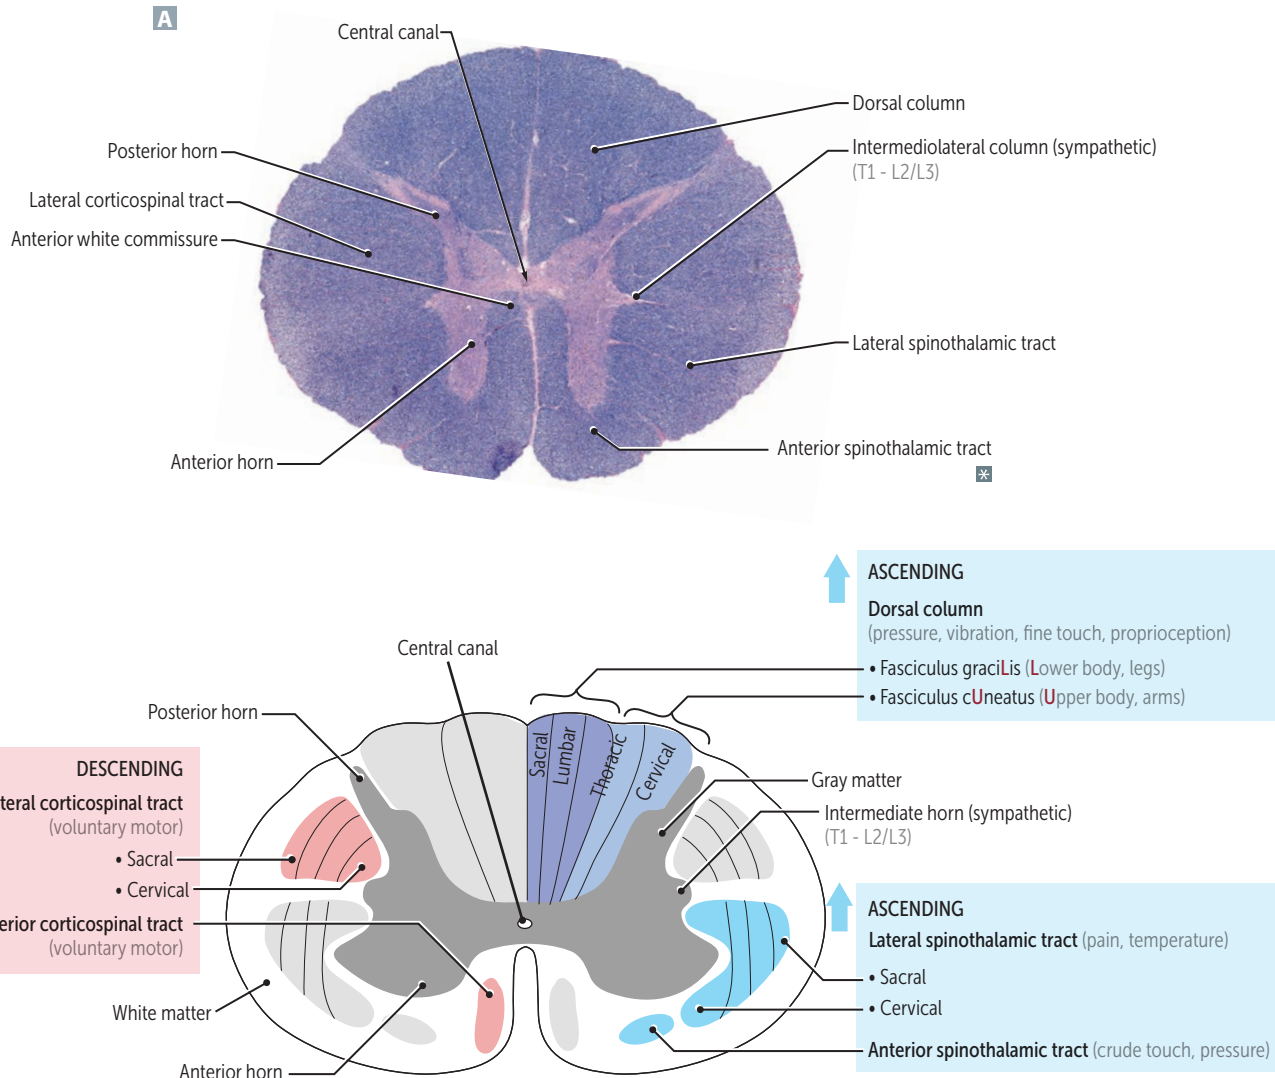 A
Central canal
Dorsal column
Posterior horn
Intermediolateral column (sympathetic)
(T1 - L2/L3)
Lateral corticospinal tract
Anterior white commissure
Lateral spinothalamic tract
Anterior horn
Anterior spinothalamic tract
ASCENDING
Dorsal column
(pressure, vibration, fine touch, proprioception)
• Fasciculus graciLis (Lower body, legs)
• Fasciculus cUneatus (Upper body, arms)
Central canal
Posterior horn
Sacral
Lumbar
Thoracic
Cervical
DESCENDING
teral corticospinal tract
(voluntary motor)
• Sacral
• Cervical
erior corticospinal tract
(voluntary motor)
Gray matter
Intermediate horn (sympathetic)
(T1 - L2/L3)
ASCENDING
Lateral spinothalamic tract (pain, temperature)
• Sacral
• Cervical
Anterior spinothalamic tract (crude touch, pressure)
White matter
Anterior horn